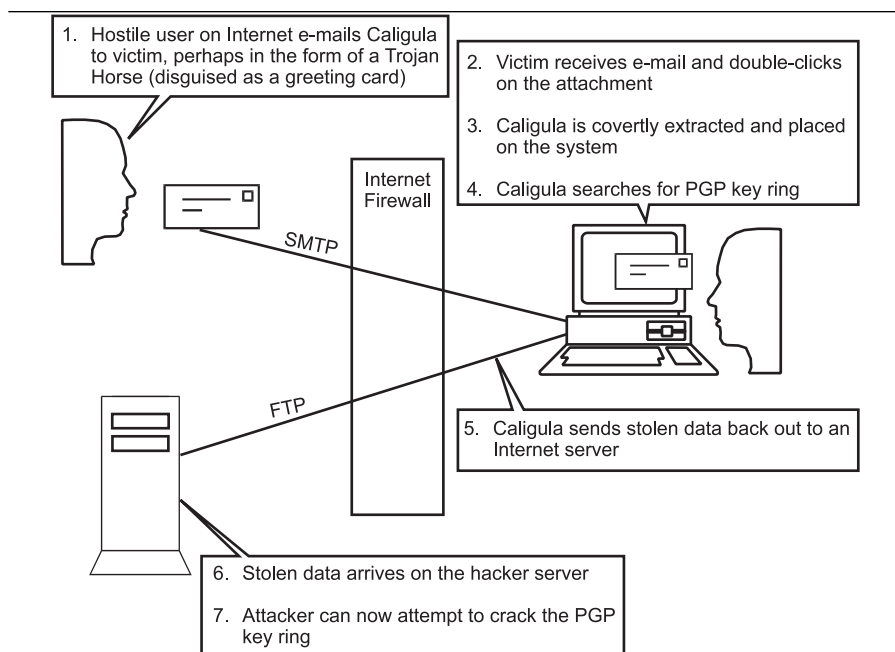 1. Hostile user on Internet e-mails Caligula
to victim, perhaps in the form of a Trojan
Horse (disguised as a greeting card)
2. Victim receives e-mail and double-clicks
on the attachment
3. Caligula is covertly extracted and placed
on the system
4. Caligula searches for PGP key ring
Internet
Firewall
SMTP
FTP
5. Caligula sends stolen data back out to an
Internet server
6. Stolen data arrives on the hacker server
7. Attacker can now attempt to crack the PGP
key ring